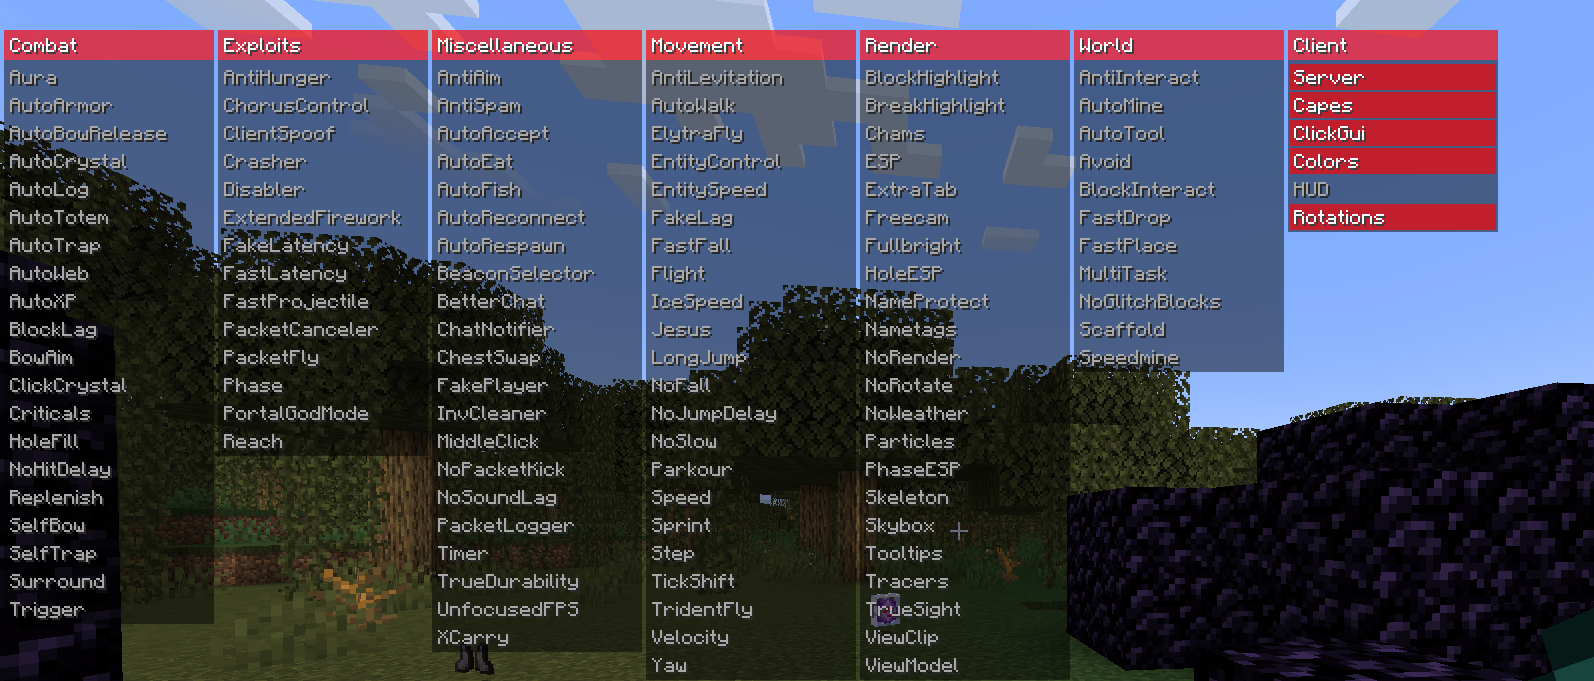 Combat
Aura
AutoArmor
AutoBowRelease
AutoCrystal
AutoLog
AutoTotem
AutoTrap
AutoWeb
AutoXP
BlockLag
BowAim
ClickCrystal
Criticals
HoleFill
NoHitDelay
Replenish
SelfBow
SelfTrap
Surround
Trigger
Exploits
AntiHunger
ChorusControl
ClientSpoof
Crasher
Disabler
ExtendedFirework
FakeLatency
FastLatency
FastProjectile
PacketCanceler
PacketFly
Phase
PortalGodMode
Reach
Miscellaneous
AntiAim
AntiSpam
AutoAccept
AutoEat
AutoFish
AutoReconnect
AutoRespawn
BeaconSelector
BetterChat
ChatNotifier
ChestSwap
FakePlayer
InvCleaner
MiddleClick
NoPacketKick
NoSoundLag
PacketLogger
Timer
TrueDurability
UnfocusedFPS
XCarry
Movement
AntiLevitation
AutoWalk
ElytraFly
EntityControl
EntitySpeed
FakeLag
FastFall
Flight
IceSpeed
Jesus
LongJump
NoFall
NoJumpDelay
NoSlow
Parkour
Speed
Sprint
Step
TickShift
TridentFly
Velocity
Yaw
Render
BlockHighlight
BreakHighlight
Chams
ESP
ExtraTab
Freecam
Fullbright
HoleESP
NameProtect
Nametags
NoRender
NoRotate
NoWeather
Particles
PhaseESP
Skeleton
Skybox
Tooltips
Tracers
TrueSight
ViewClip
ViewModel
World
AntiInteract
AutoMine
AutoTool
Avoid
BlockInteract
FastDrop
FastPlace
MultiTask
NoGlitchBlocks
Scaffold
Speedmine
Client
Server
Capes
ClickGui
Colors
HUD
Rotations